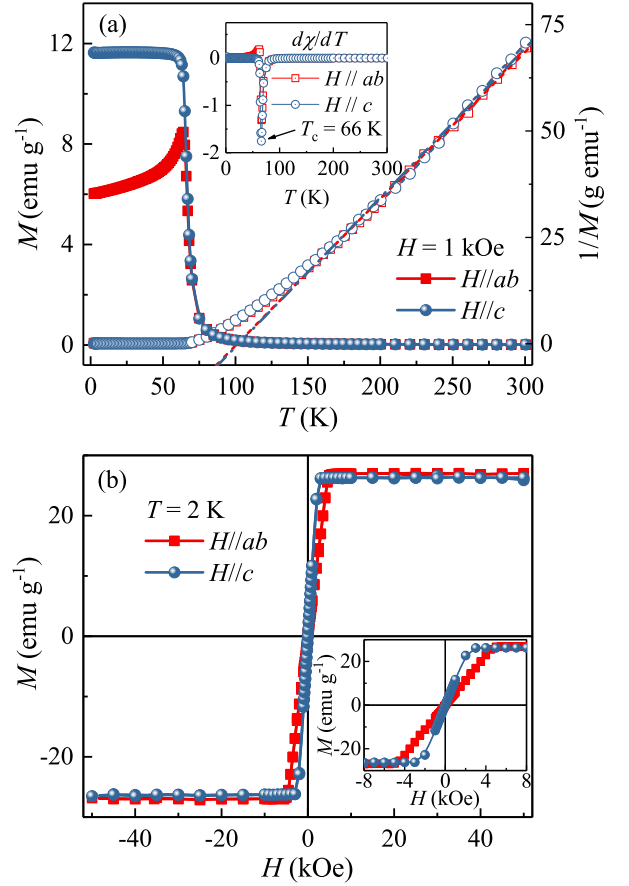 (a)
dχ/dT
0
-1
-2
0
100
200
300
T (K)
H // ab
H // c
T_c = 66 K
12
8
4
0
M (emu g⁻¹)
100
75
50
25
0
1/M (g emu⁻¹)
H = 1 kOe
H//ab
H//c
0
50
100
150
200
250
300
T (K)
(b)
T = 2 K
H//ab
H//c
20
0
-20
M (emu g⁻¹)
-40
-20
0
20
40
H (kOe)
20
0
-20
M (emu g⁻¹)
-8
-4
0
4
8
H (kOe)